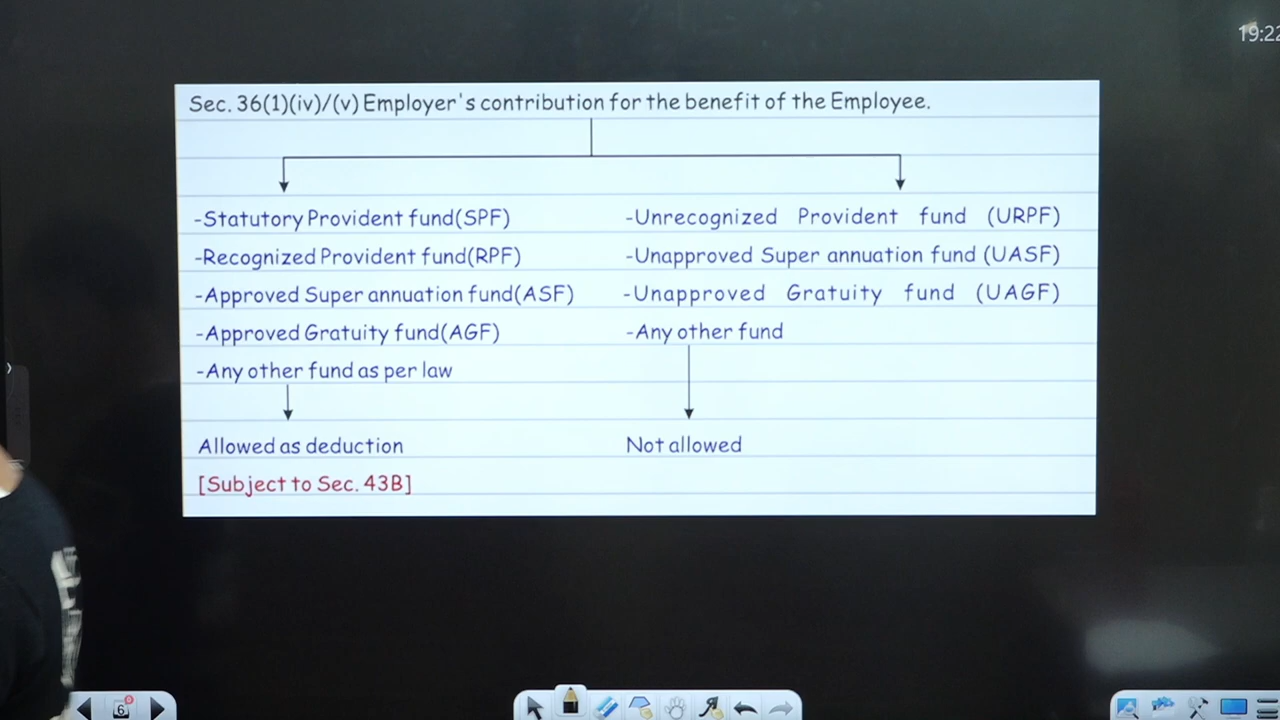 19:22
Sec. 36(1)(iv)/(v) Employer's contribution for the benefit of the Employee.
-Statutory Provident fund(SPF)
-Recognized Provident fund(RPF)
-Approved Super annuation fund(ASF)
-Approved Gratuity fund(AGF)
-Any other fund as per law
Allowed as deduction
[Subject to Sec. 43B]
-Unrecognized Provident fund (URPF)
-Unapproved Super annuation fund (UASF)
-Unapproved Gratuity fund (UAGF)
-Any other fund
Not allowed
6